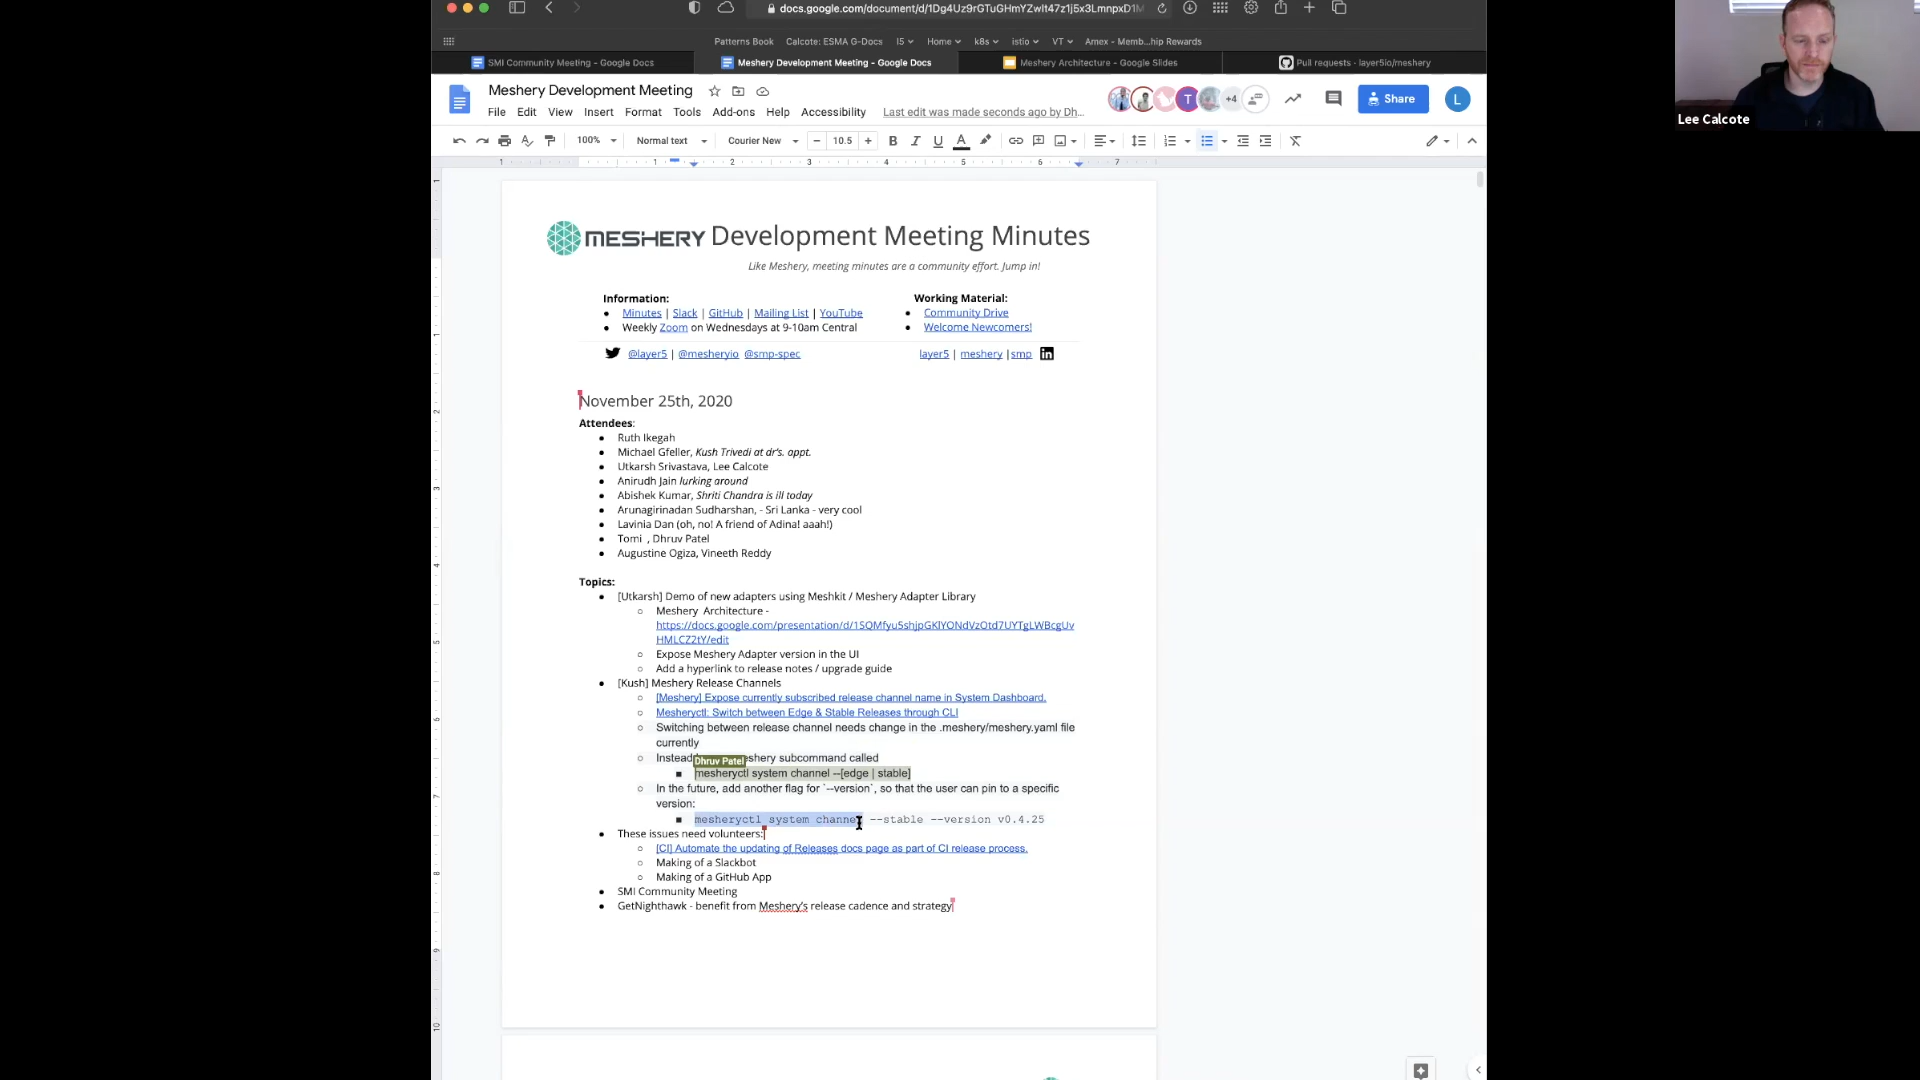 docs.google.com/document/d/1Dg4Uz9rGTuGHmYZwIt47z1j5x3LmnpxD1M
Patterns Book Calcote: ESMA G-Docs l5 Home k8s istio VT Amex - Memb...hip Rewards
SMI Community Meeting - Google Docs Meshery Development Meeting - Google Docs Meshery Architecture - Google Slides Pull requests · layer5io/meshery
Meshery Development Meeting
File Edit View Insert Format Tools Add-ons Help Accessibility Last edit was made seconds ago by Dh...
+4 Share L
100% Normal text Courier New 10.5
MESHERY Development Meeting Minutes
Like Meshery, meeting minutes are a community effort. Jump in!
Information: Working Material:
Minutes | Slack | GitHub | Mailing List | YouTube Community Drive
Weekly Zoom on Wednesdays at 9-10am Central Welcome Newcomers!
@layer5 | @mesheryio @smp-spec layer5 | meshery |smp
November 25th, 2020
Attendees:
Ruth Ikegah
Michael Gfeller, Kush Trivedi at dr's. appt.
Utkarsh Srivastava, Lee Calcote
Anirudh Jain lurking around
Abishek Kumar, Shriti Chandra is ill today
Arunagirinadan Sudharshan, - Sri Lanka - very cool
Lavinia Dan (oh, no! A friend of Adina! aaah!)
Tomi , Dhruv Patel
Augustine Ogiza, Vineeth Reddy
Topics:
[Utkarsh] Demo of new adapters using Meshkit / Meshery Adapter Library
Meshery Architecture -
https://docs.google.com/presentation/d/1SQMfyu5shjpGKlYONdVzOtd7UYTgLWBcgUv
HMLCZ2tY/edit
Expose Meshery Adapter version in the UI
Add a hyperlink to release notes / upgrade guide
[Kush] Meshery Release Channels
[Meshery] Expose currently subscribed release channel name in System Dashboard.
Mesheryctl: Switch between Edge & Stable Releases through CLI
Switching between release channel needs change in the .meshery/meshery.yaml file
currently
Instead eshery subcommand called
Dhruv Patel
mesheryctl system channel --[edge | stable]
In the future, add another flag for `--version`, so that the user can pin to a specific
version:
mesheryctl system channel --stable --version v0.4.25
These issues need volunteers:
[CI] Automate the updating of Releases docs page as part of CI release process.
Making of a Slackbot
Making of a GitHub App
SMI Community Meeting
GetNighthawk - benefit from Meshery's release cadence and strategy
Lee Calcote